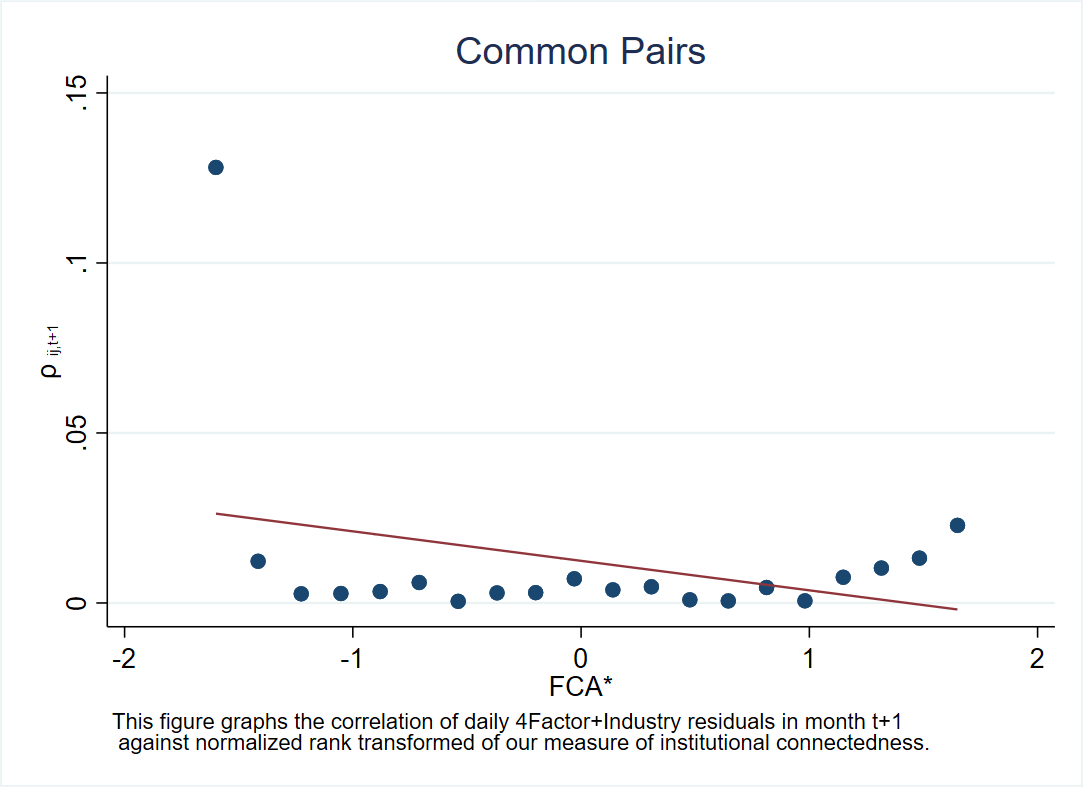 Common Pairs
.15
.1
.05
0
ρ ij,t+1
-2 -1 0 1 2
FCA*
This figure graphs the correlation of daily 4Factor+Industry residuals in month t+1
against normalized rank transformed of our measure of institutional connectedness.